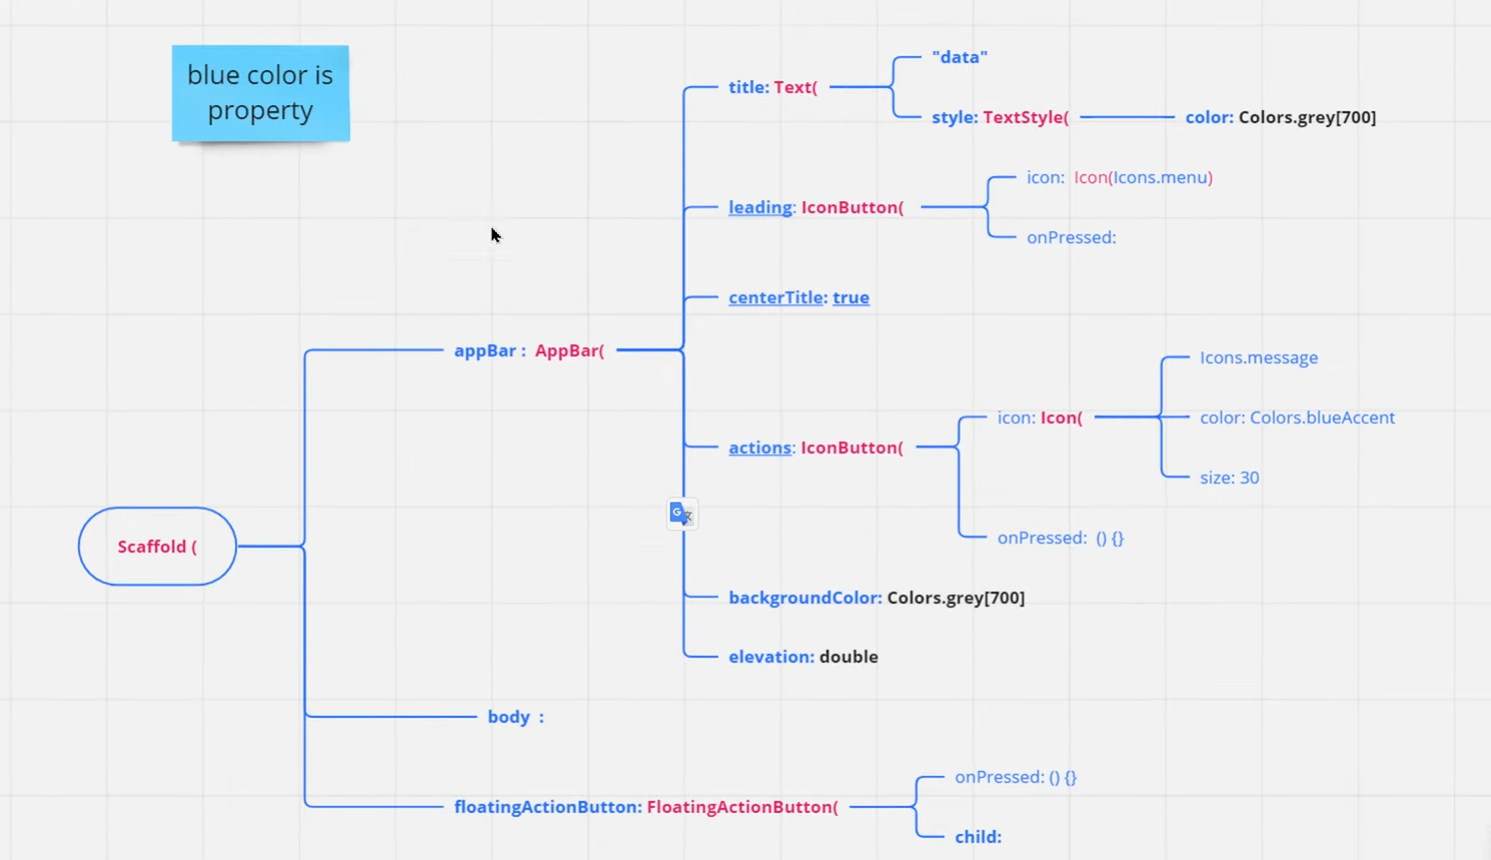 blue color is
property
"data"
title: Text(
style: TextStyle(
color: Colors.grey[700]
icon: Icon(Icons.menu)
leading: IconButton(
onPressed:
centerTitle: true
appBar : AppBar(
Icons.message
icon: Icon(
color: Colors.blueAccent
actions: IconButton(
size: 30
G
onPressed: () {}
Scaffold (
backgroundColor: Colors.grey[700]
elevation: double
body :
onPressed: () {}
floatingActionButton: FloatingActionButton(
child: